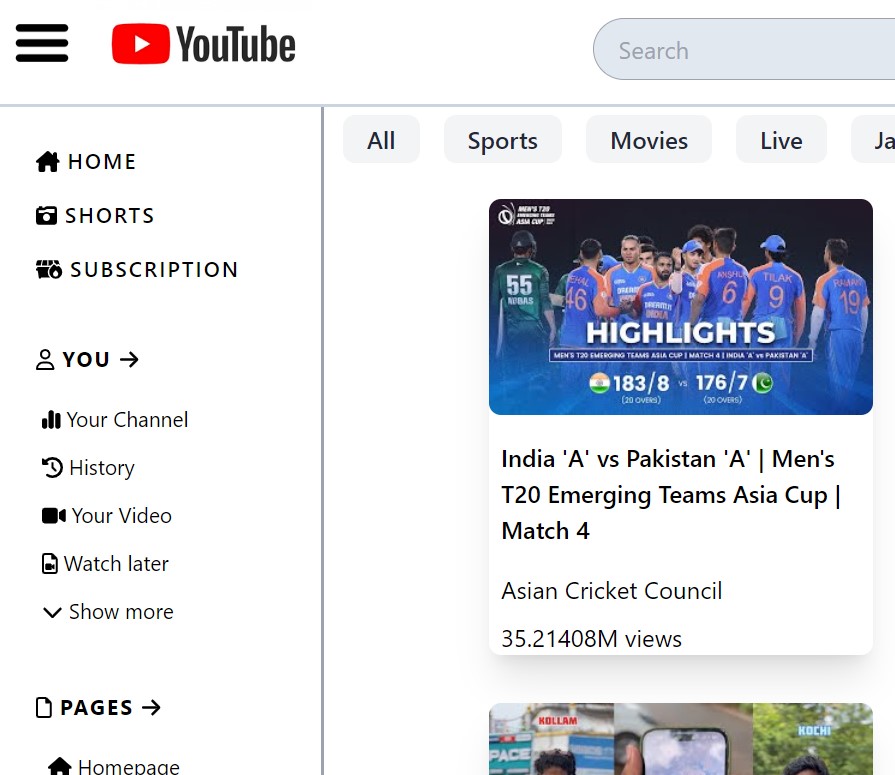 YouTube
Search
All
Sports
Movies
Live
Ja
HOME
SHORTS
SUBSCRIPTION
YOU
Your Channel
History
Your Video
Watch later
Show more
PAGES
Homepage
MEN'S T20
EMERGING TEAMS
ASIA CUP
55
ABBAS
46
DREAM11
INDIA
ANSHUL
6
TILAK
9
19
HIGHLIGHTS
MEN'S T20 EMERGING TEAMS ASIA CUP | MATCH 4 | INDIA 'A' vs PAKISTAN 'A'
183/8 vs 176/7
(20 OVERS) (20 OVERS)
India 'A' vs Pakistan 'A' | Men's
T20 Emerging Teams Asia Cup |
Match 4
Asian Cricket Council
35.21408M views
KOLLAM
KOCHI